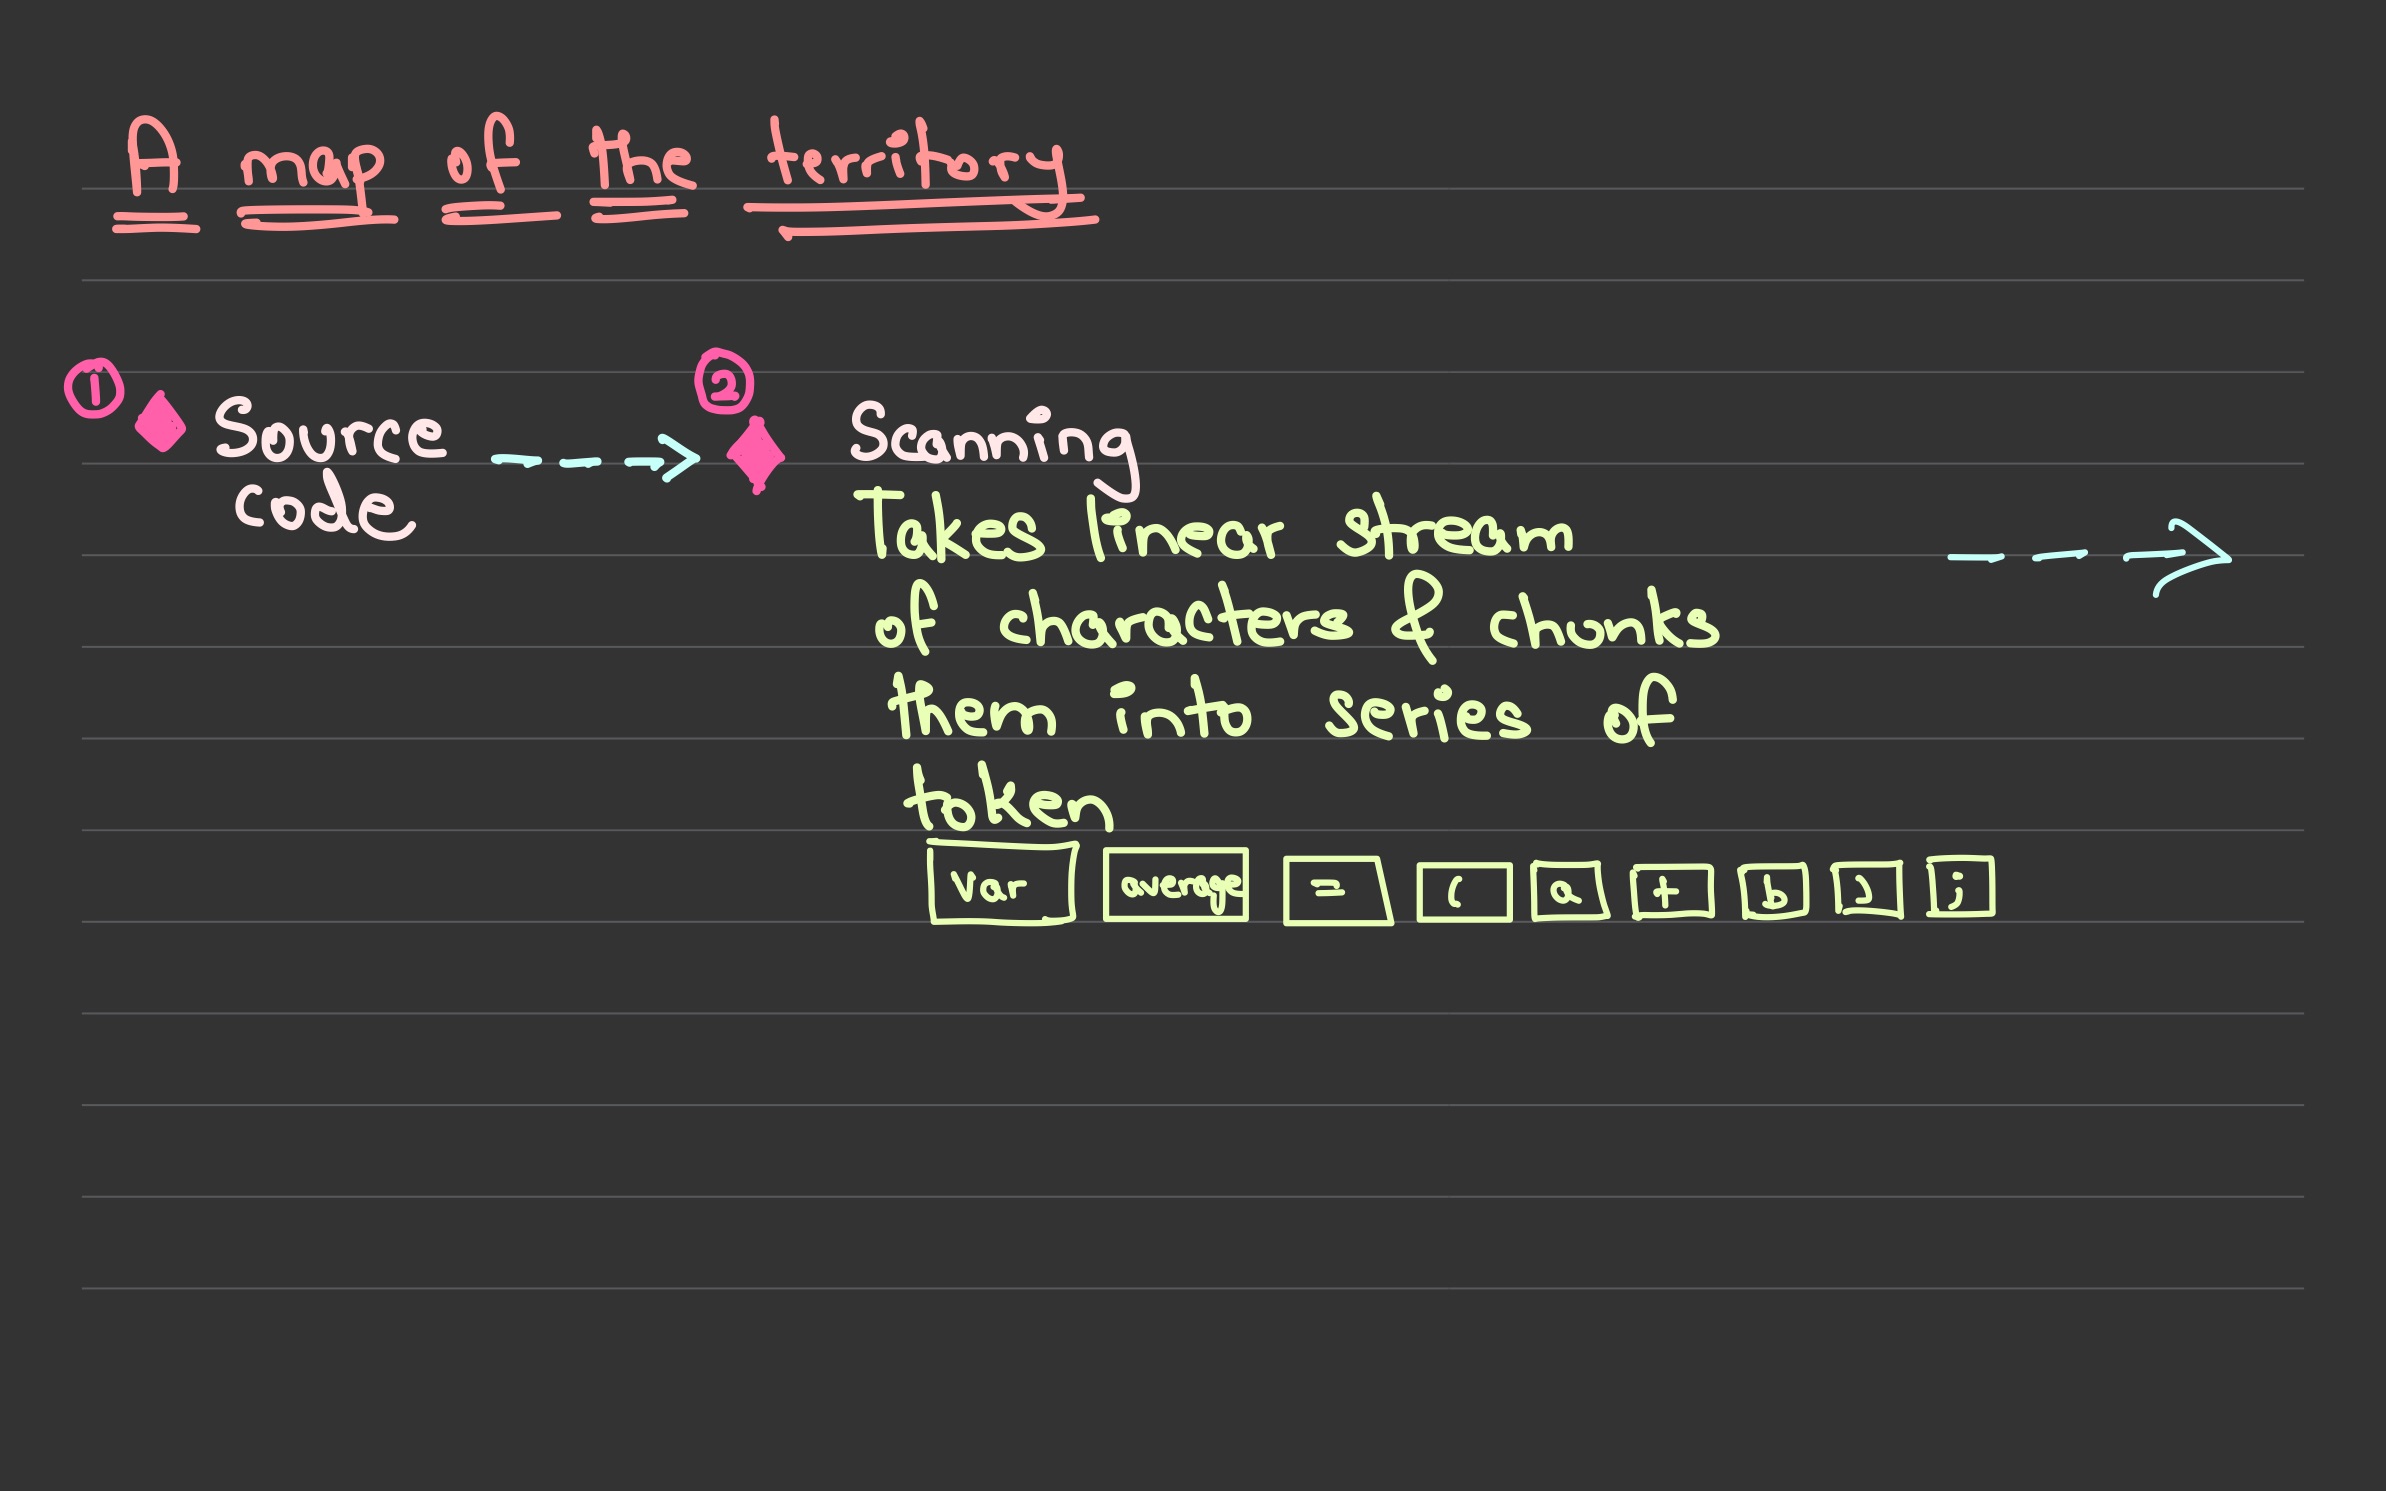 A map of the territory
1
Source
code
2
Scanning
Takes linear stream
of characters & chunks
them into series of
token
var average = ( a + b ) ;